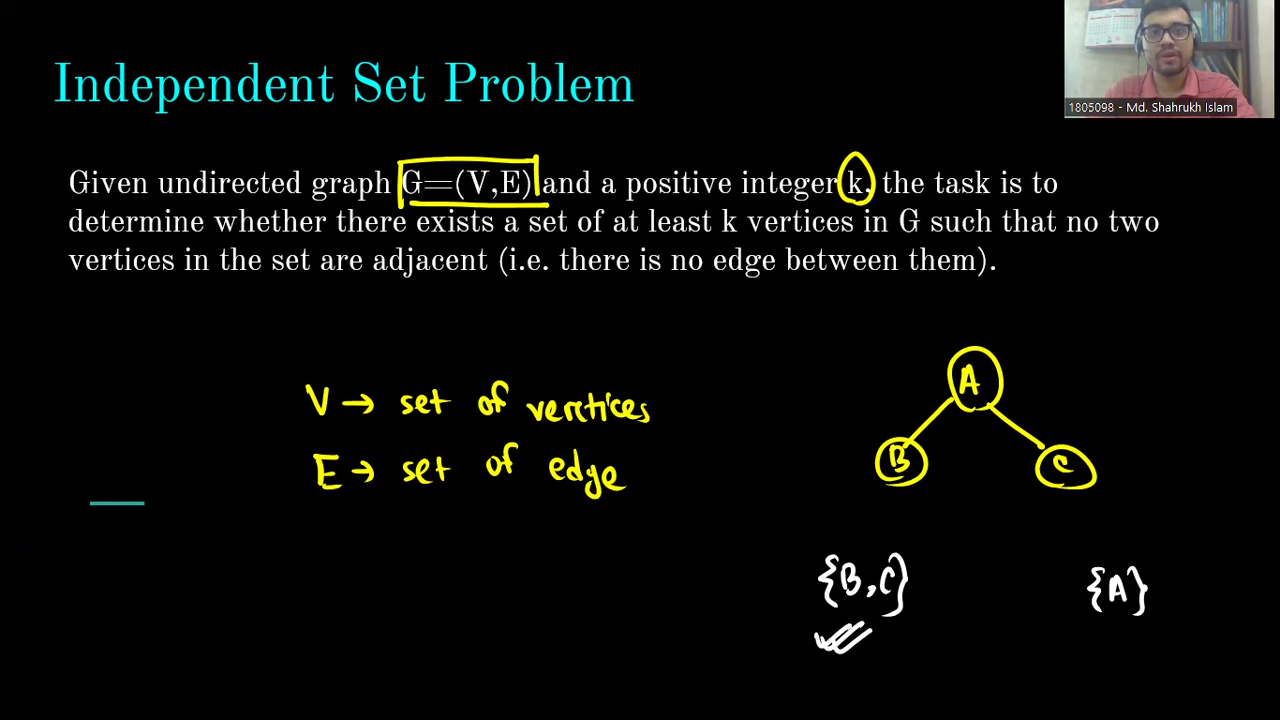 Independent Set Problem
1805098 - Md. Shahrukh Islam
Given undirected graph G=(V,E) and a positive integer k, the task is to
determine whether there exists a set of at least k vertices in G such that no two
vertices in the set are adjacent (i.e. there is no edge between them).
V → set of vertices
E → set of edge
A
B
C
{B,C}
{A}